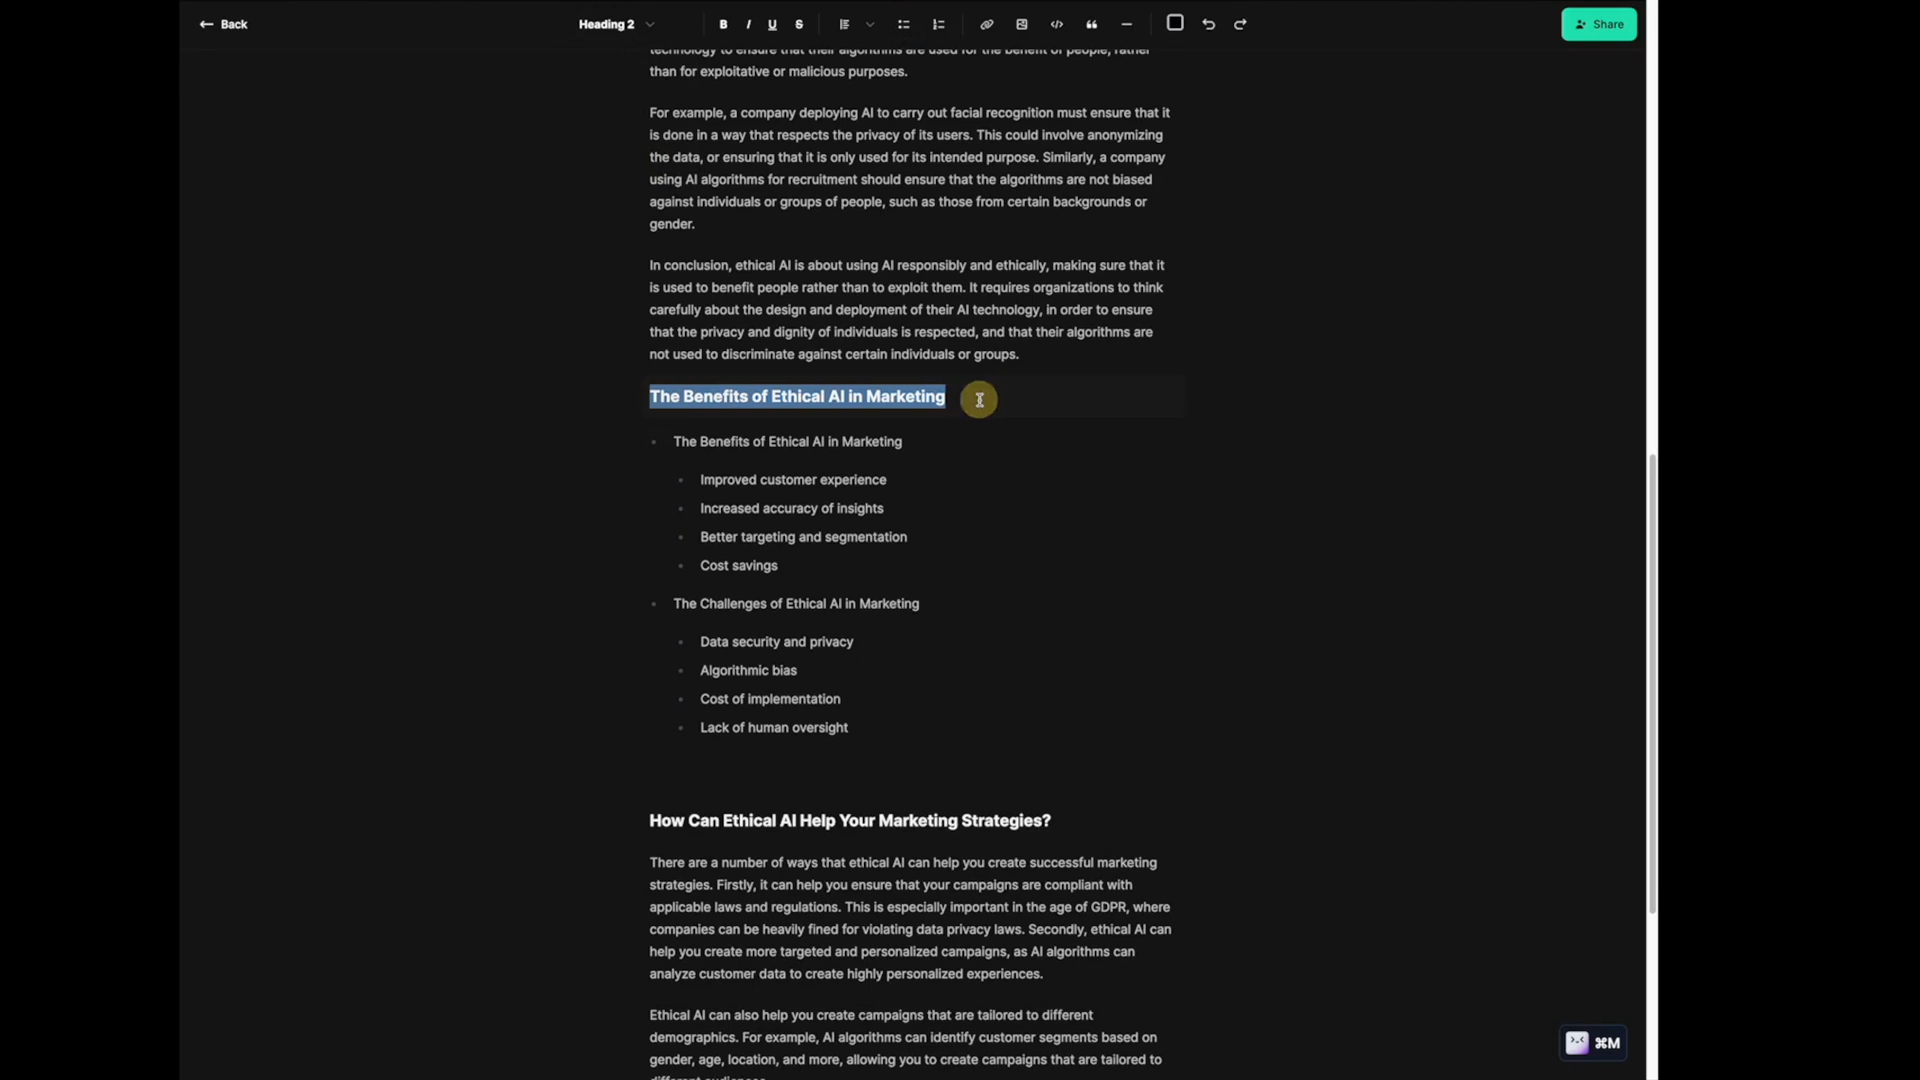 Back
Heading 2
B I U S
Share
technology to ensure that their algorithms are used for the benefit of people, rather
than for exploitative or malicious purposes.
For example, a company deploying AI to carry out facial recognition must ensure that it
is done in a way that respects the privacy of its users. This could involve anonymizing
the data, or ensuring that it is only used for its intended purpose. Similarly, a company
using AI algorithms for recruitment should ensure that the algorithms are not biased
against individuals or groups of people, such as those from certain backgrounds or
gender.
In conclusion, ethical AI is about using AI responsibly and ethically, making sure that it
is used to benefit people rather than to exploit them. It requires organizations to think
carefully about the design and deployment of their AI technology, in order to ensure
that the privacy and dignity of individuals is respected, and that their algorithms are
not used to discriminate against certain individuals or groups.
The Benefits of Ethical AI in Marketing
The Benefits of Ethical AI in Marketing
Improved customer experience
Increased accuracy of insights
Better targeting and segmentation
Cost savings
The Challenges of Ethical AI in Marketing
Data security and privacy
Algorithmic bias
Cost of implementation
Lack of human oversight
How Can Ethical AI Help Your Marketing Strategies?
There are a number of ways that ethical AI can help you create successful marketing
strategies. Firstly, it can help you ensure that your campaigns are compliant with
applicable laws and regulations. This is especially important in the age of GDPR, where
companies can be heavily fined for violating data privacy laws. Secondly, ethical AI can
help you create more targeted and personalized campaigns, as AI algorithms can
analyze customer data to create highly personalized experiences.
Ethical AI can also help you create campaigns that are tailored to different
demographics. For example, AI algorithms can identify customer segments based on
gender, age, location, and more, allowing you to create campaigns that are tailored to
different audiences.
⌘M